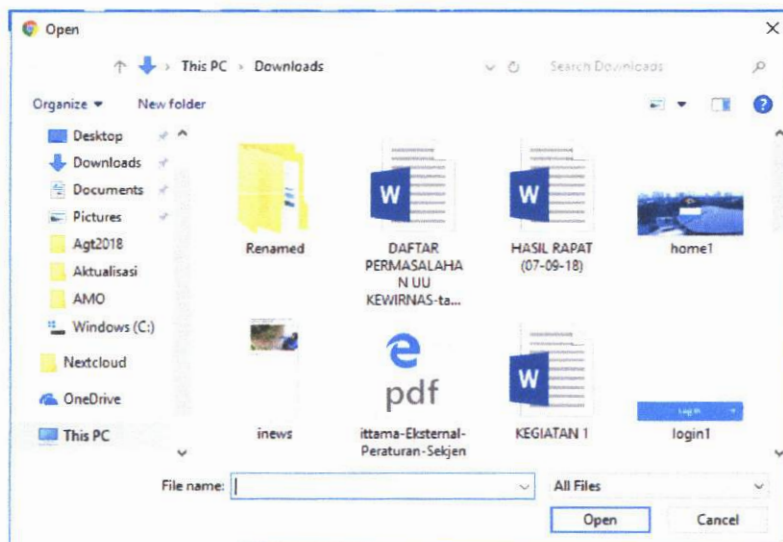 Open
This PC > Downloads
Search Downloads
Organize
New folder
Desktop
Downloads
Documents
Pictures
Agt2018
Aktualisasi
AMO
Windows (C:)
Nextcloud
OneDrive
This PC
Renamed
W
DAFTAR
PERMASALAHA
N UU
KEWIRNAS-ta...
W
HASIL RAPAT
(07-09-18)
home1
inews
e
pdf
ittama-Eksternal-
Peraturan-Sekjen
W
KEGIATAN 1
Log in
login1
File name:
All Files
Open
Cancel